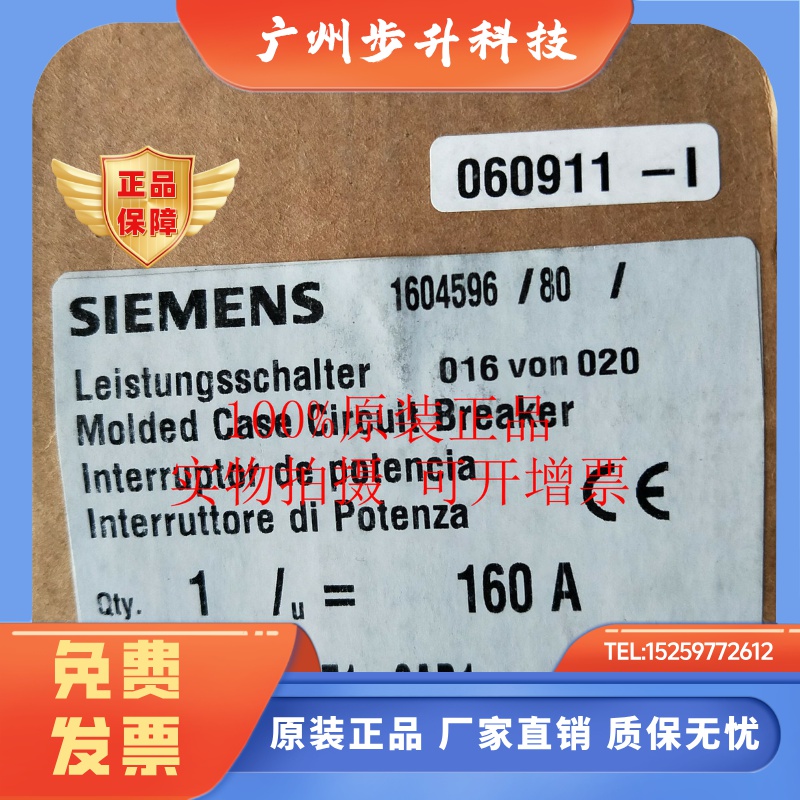 广州步升科技
正品
保障
060911 -I
SIEMENS 1604596 /80 /
Leistungsschalter 016 von 020
Molded Case Circuit Breaker
100%原装正品
Interruptor de potencia
实物拍摄 可开增票
Interruttore di Potenza
CE
Qty. 1 Iu = 160 A
TEL:15259772612
免费
发票
原装正品 厂家直销 质保无忧